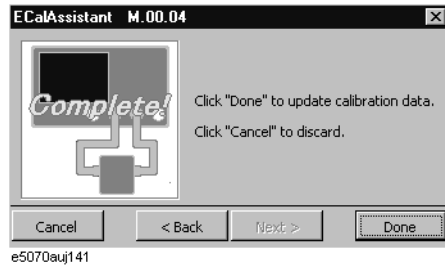 ECalAssistant M.00.04
Complete!
Click "Done" to update calibration data.
Click "Cancel" to discard.
Cancel
< Back
Next >
Done
e5070auj141